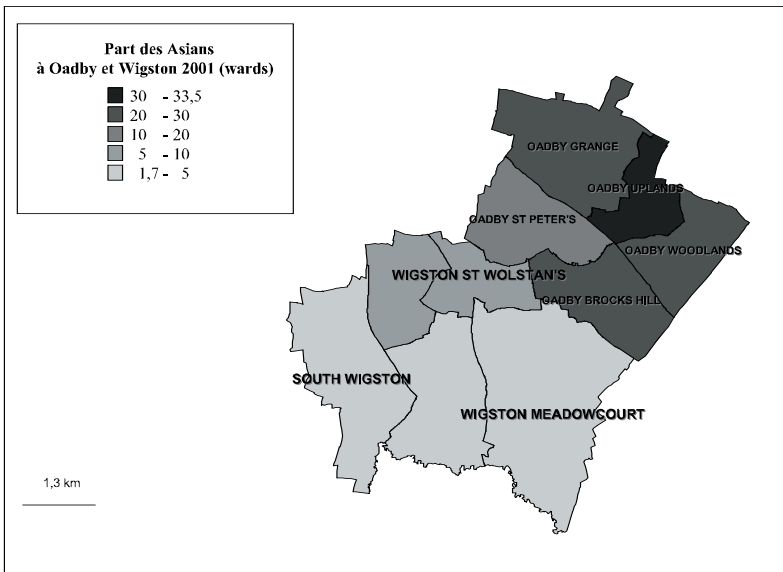 Part des Asians
à Oadby et Wigston 2001 (wards)
30 - 33,5
20 - 30
10 - 20
5 - 10
1,7 - 5
OADBY GRANGE
OADBY UPLANDS
OADBY ST PETER'S
OADBY WOODLANDS
WIGSTON ST WOLSTAN'S
OADBY BROCKS HILL
SOUTH WIGSTON
WIGSTON MEADOWCOURT
1,3 km